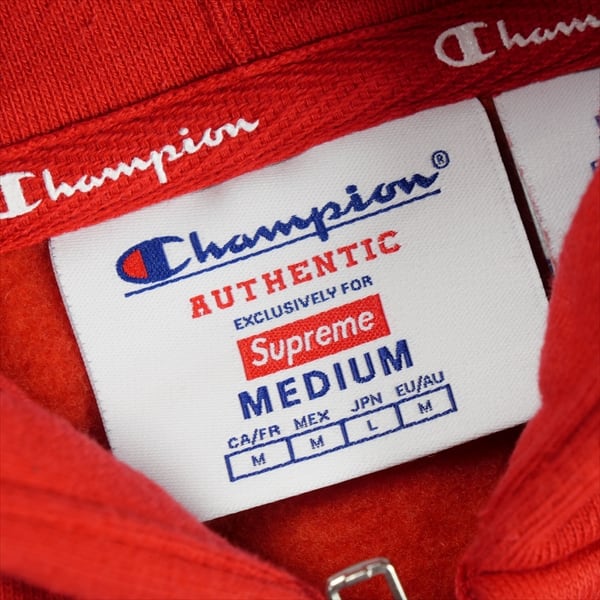 Champion
Champion
Champion®
AUTHENTIC
EXCLUSIVELY FOR
Supreme
MEDIUM
CA/FR MEX JPN EU/AU
M M L M